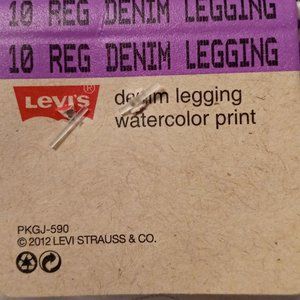 10 REG DENIM LEGGING
10 REG DENIM LEGGING
LEVI'S®
denim legging
watercolor print
PKGJ-590
© 2012 LEVI STRAUSS & CO.